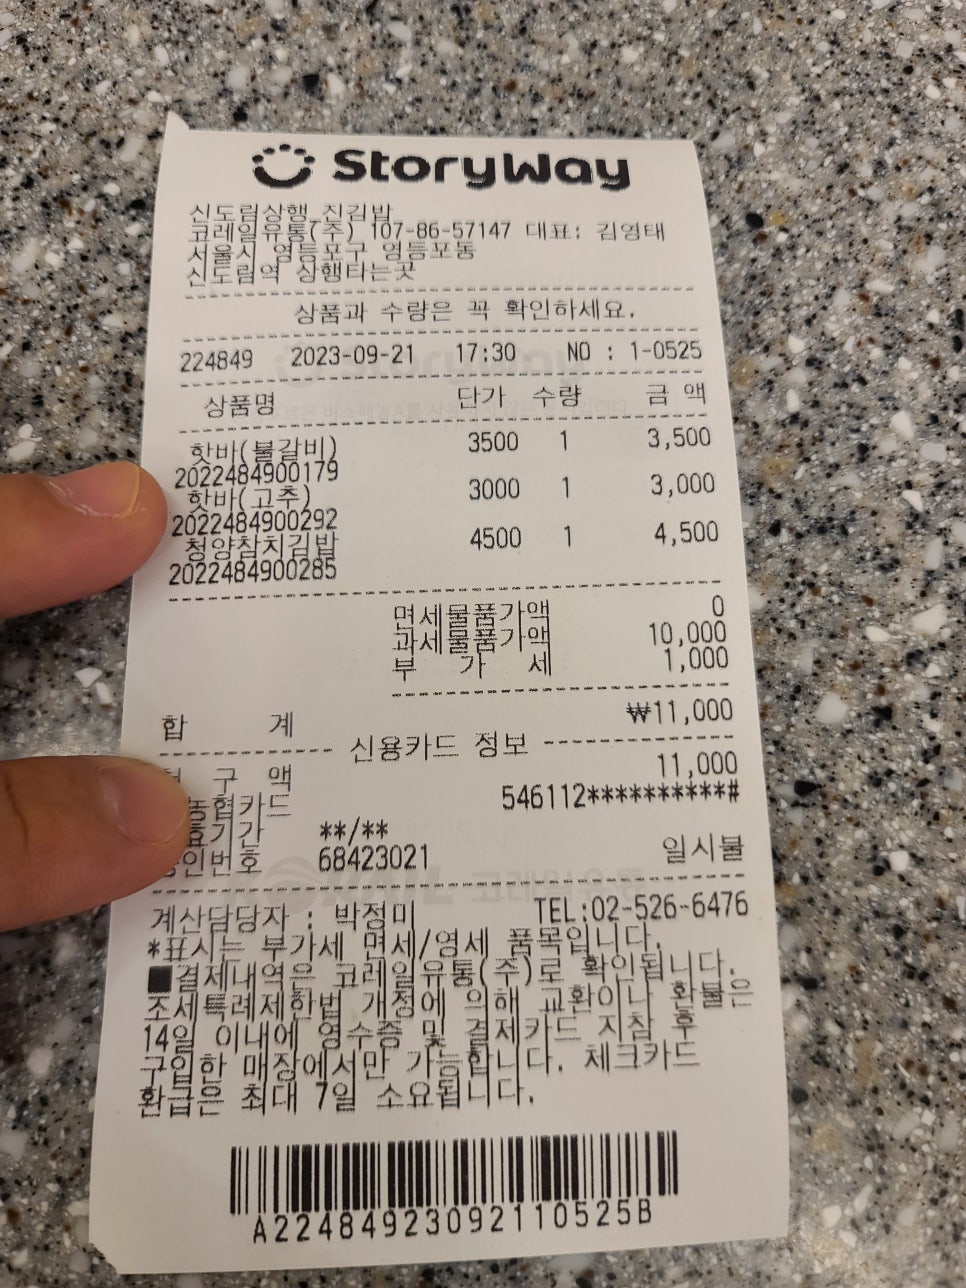 StoryWay
신도림상행 진김밥
코레일유통(주) 107-86-57147 대표: 김영태
서울시 영등포구 영등포동
신도림역 상행타는곳
상품과 수량은 꼭 확인하세요.
224849 2023-09-21 17:30 NO : 1-0525
상품명 단가 수량 금 액
핫바(불갈비) 3500 1 3,500
2022484900179
핫바(고추) 3000 1 3,000
2022484900292
청양참치김밥 4500 1 4,500
2022484900285
면세물품가액 0
과세물품가액 10,000
부 가 세 1,000
합 계 ₩11,000
신용카드 정보
구 액 11,000
농협카드 546112**********#
기간 **/**
인번호 68423021 일시불
계산담당자 : 박정미 TEL:02-526-6476
*표시는 부가세 면세/영세 품목입니다.
■결제내역은 코레일유통(주)로 확인됩니다.
조세특례제한법 개정에 의해 교환이나 환불은
14일 이내에 영수증 및 결제카드 지참 후
구입한 매장에서만 가능합니다. 체크카드
환급은 최대 7일 소요됩니다.
A22484923092110525B